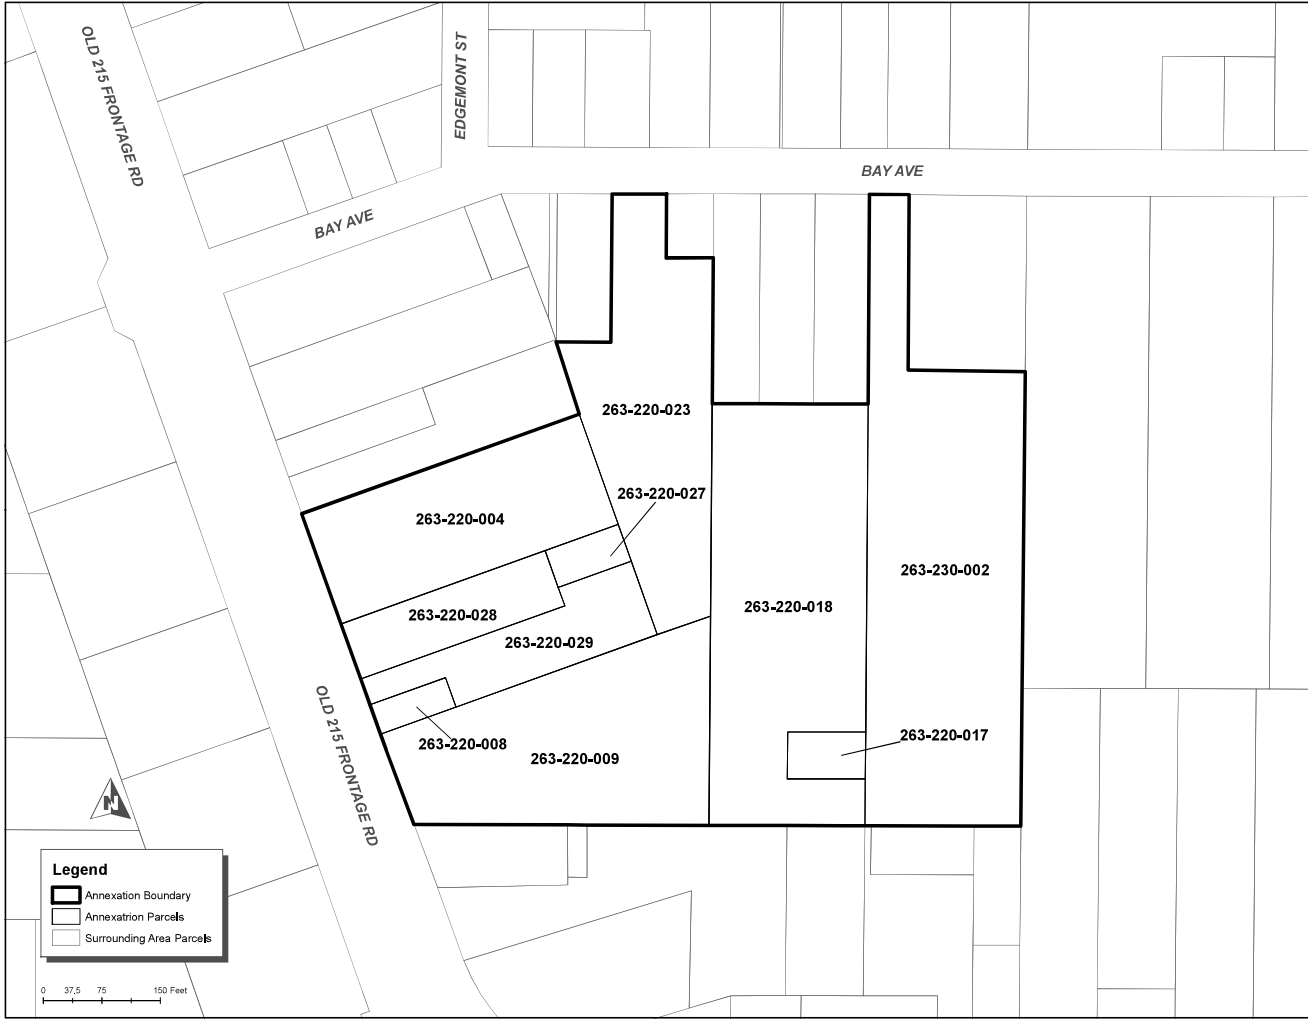 OLD 215 FRONTAGE RD
EDGEMONT ST
BAY AVE
BAY AVE
263-220-023
263-220-027
263-220-004
263-230-002
263-220-018
263-220-028
263-220-029
263-220-017
263-220-008
263-220-009
OLD 215 FRONTAGE RD
N
Legend
Annexation Boundary
Annexatrion Parcels
Surrounding Area Parcels
0 37.5 75 150 Feet